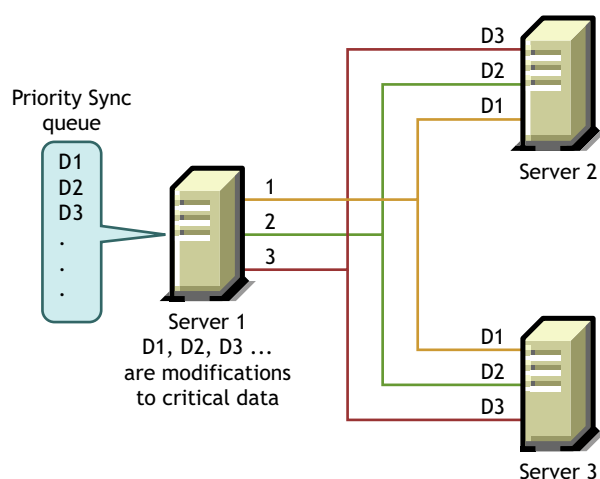 Priority Sync
queue
D1
D2
D3
.
.
.
1
2
3
Server 1
D1, D2, D3 ...
are modifications
to critical data
D3
D2
D1
Server 2
D1
D2
D3
Server 3